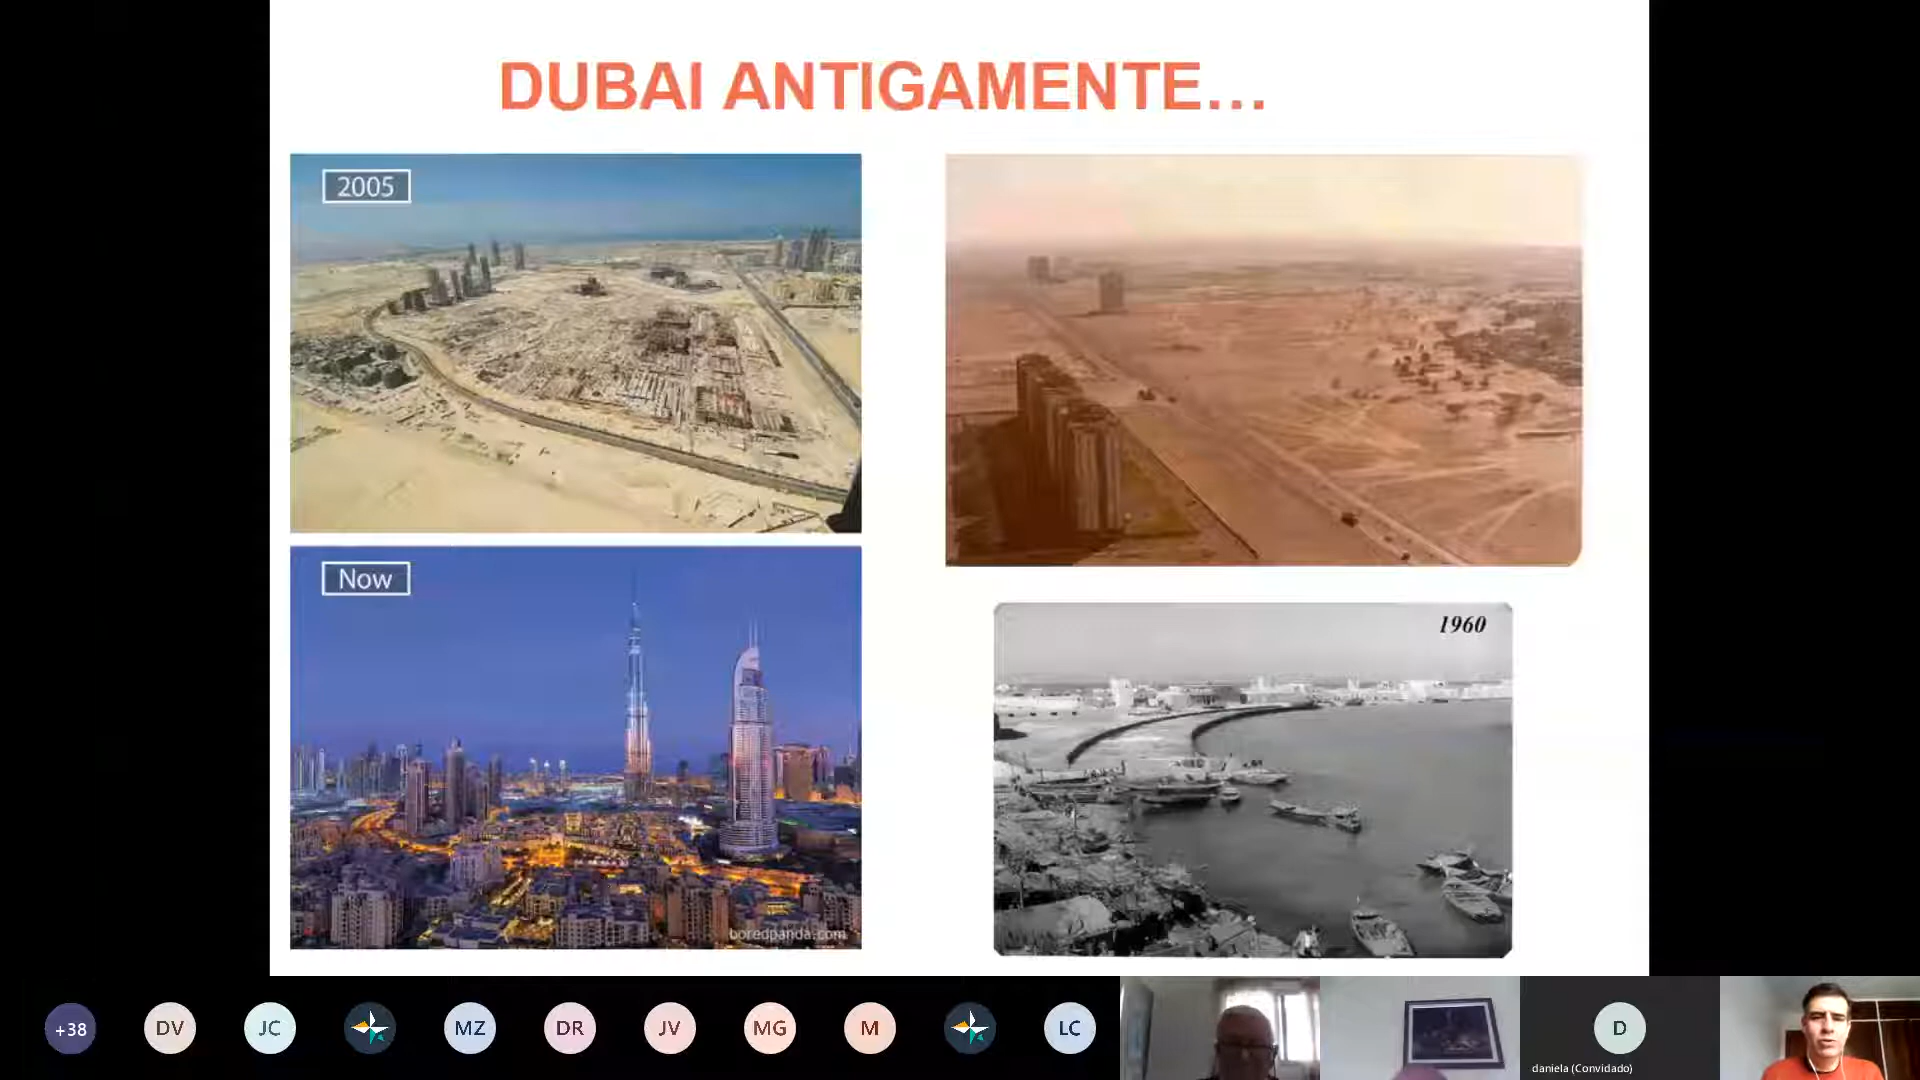 DUBAI ANTIGAMENTE...
2005
Now
boredpanda.com
1960
+38
DV
JC
MZ
DR
JV
MG
M
LC
D
daniela (Convidado)